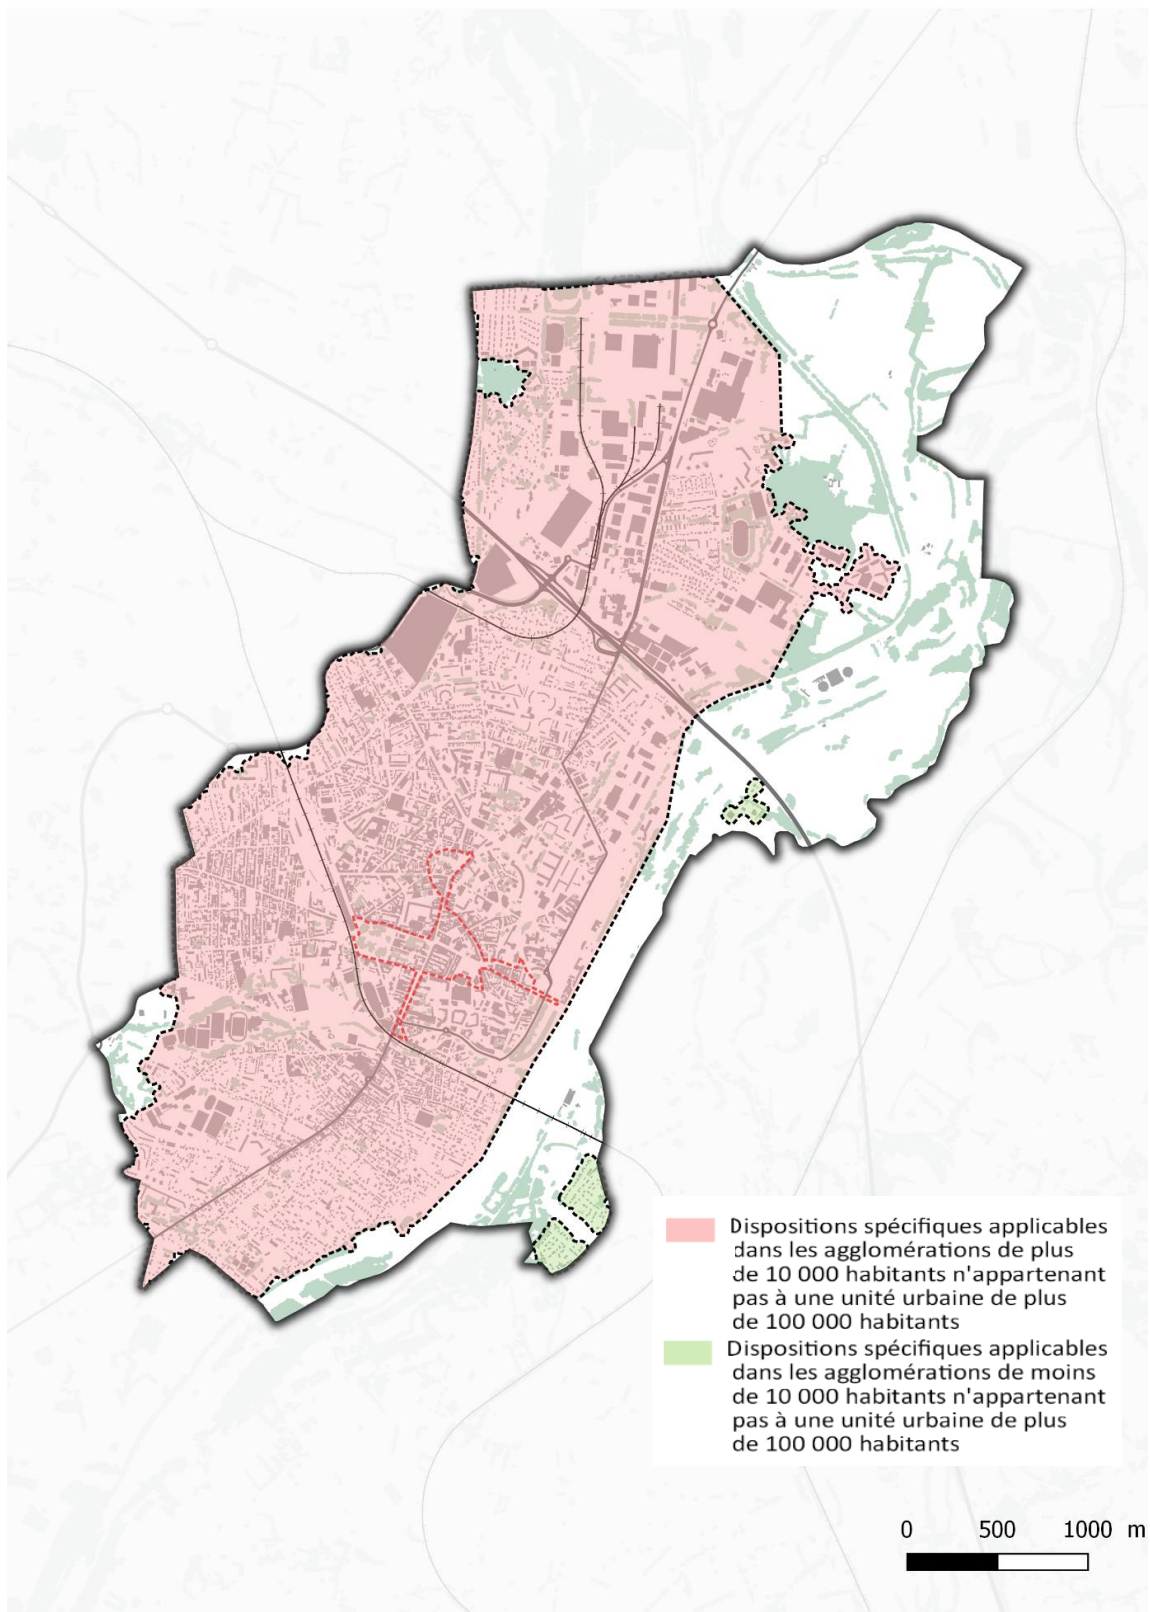 Dispositions spécifiques applicables
dans les agglomérations de plus
de 10 000 habitants n'appartenant
pas à une unité urbaine de plus
de 100 000 habitants
Dispositions spécifiques applicables
dans les agglomérations de moins
de 10 000 habitants n'appartenant
pas à une unité urbaine de plus
de 100 000 habitants
0 500 1000 m